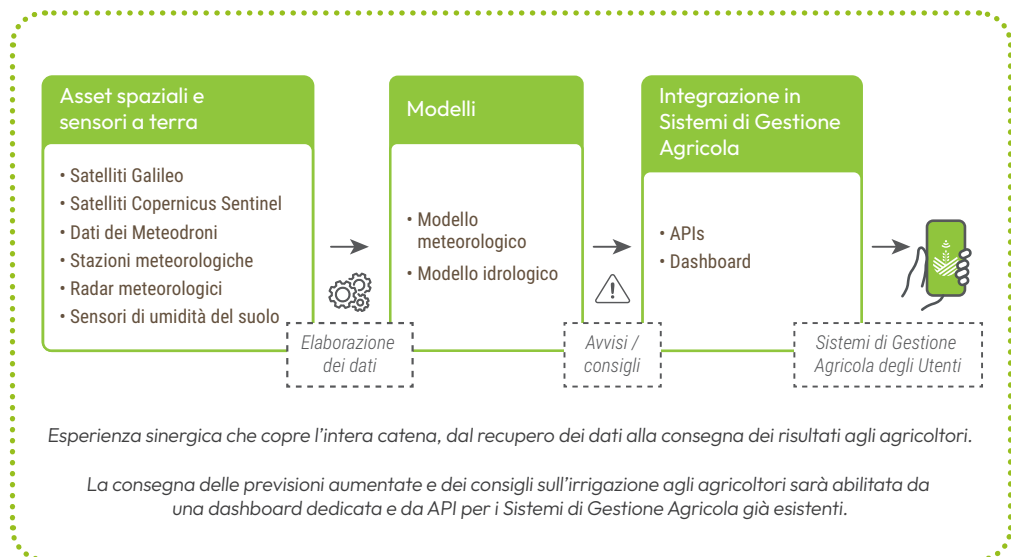 Asset spaziali e
sensori a terra
• Satelliti Galileo
• Satelliti Copernicus Sentinel
• Dati dei Meteodroni
• Stazioni meteorologiche
• Radar meteorologici
• Sensori di umidità del suolo
Elaborazione
dei dati
Modelli
• Modello
meteorologico
• Modello idrologico
Avvisi /
consigli
Integrazione in
Sistemi di Gestione
Agricola
• APIs
• Dashboard
Sistemi di Gestione
Agricola degli Utenti
Esperienza sinergica che copre l’intera catena, dal recupero dei dati alla consegna dei risultati agli agricoltori.
La consegna delle previsioni aumentate e dei consigli sull’irrigazione agli agricoltori sarà abilitata da
una dashboard dedicata e da API per i Sistemi di Gestione Agricola già esistenti.